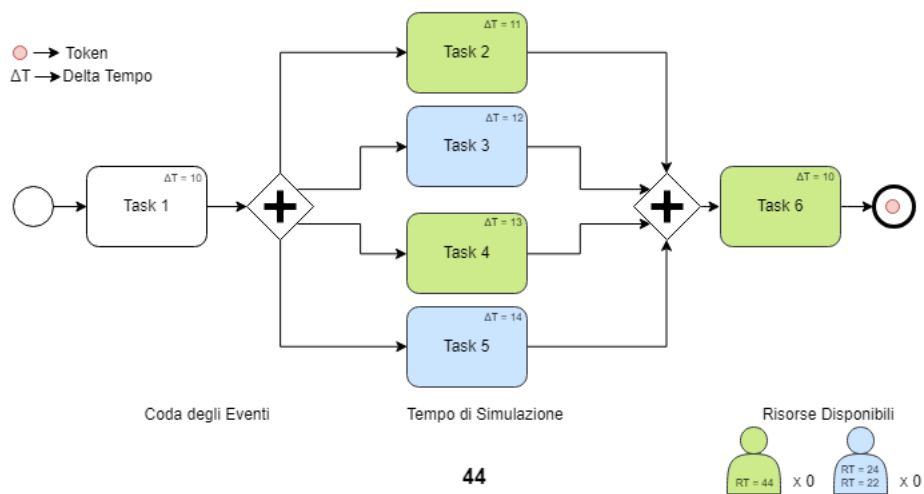 ΔT = 11
Task 2
Token
ΔT Delta Tempo
ΔT = 12
Task 3
ΔT = 10
Task 1
ΔT = 10
Task 6
ΔT = 13
Task 4
ΔT = 14
Task 5
Coda degli Eventi
Tempo di Simulazione
Risorse Disponibili
44
RT = 44
x 0
RT = 24
RT = 22
x 0